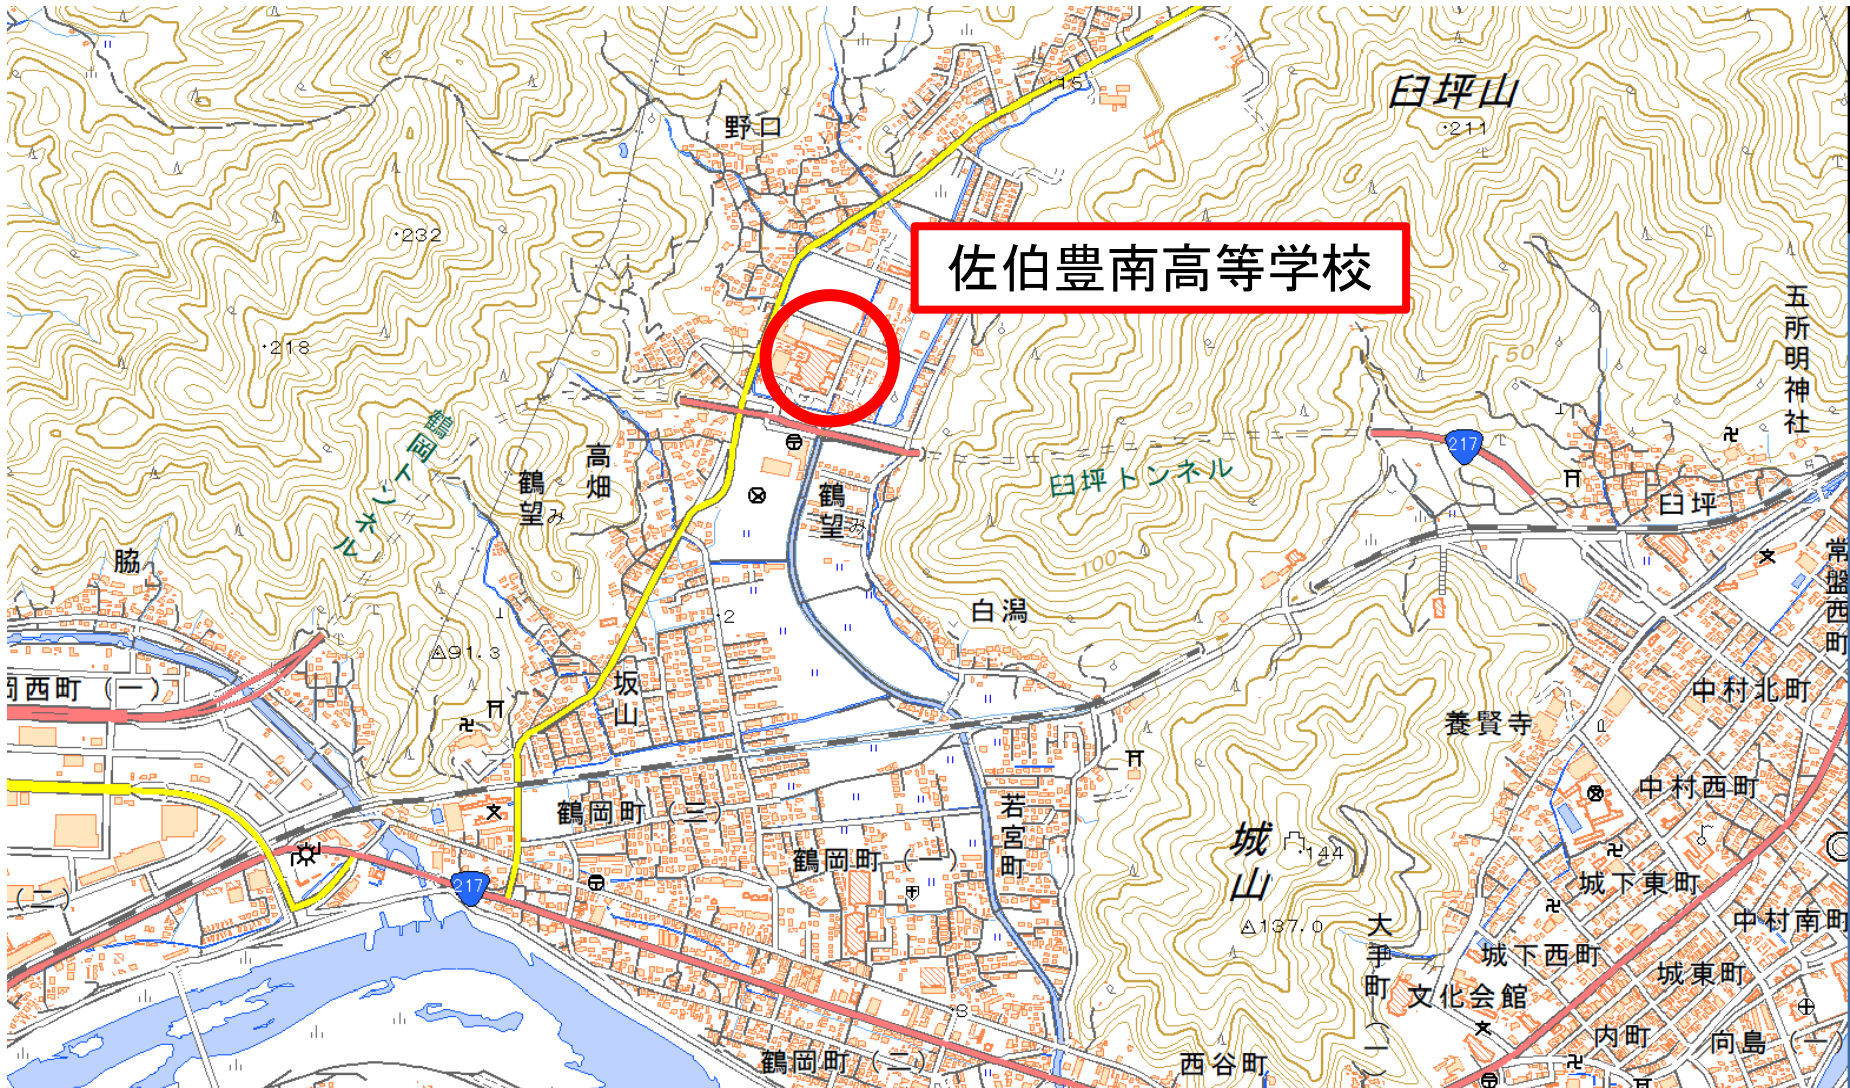 臼坪山
・15
野口
・211
・232
佐伯豊南高等学校
五所明神社
・218
50
鶴岡トンネル
高畑
217
鶴望
鶴望
臼坪トンネル
臼坪
脇
100
常盤西町
白潟
・2
91.3
岡西町（一）
坂山
中村北町
養賢寺
中村西町
鶴岡町（三）
若宮町
城山
・144
鶴岡町（一）
217
城下東町
（二）
137.0
大手町（一）
中村南町
城下西町
城東町
文化会館
・8
内町
向島（一）
鶴岡町（二）
西谷町